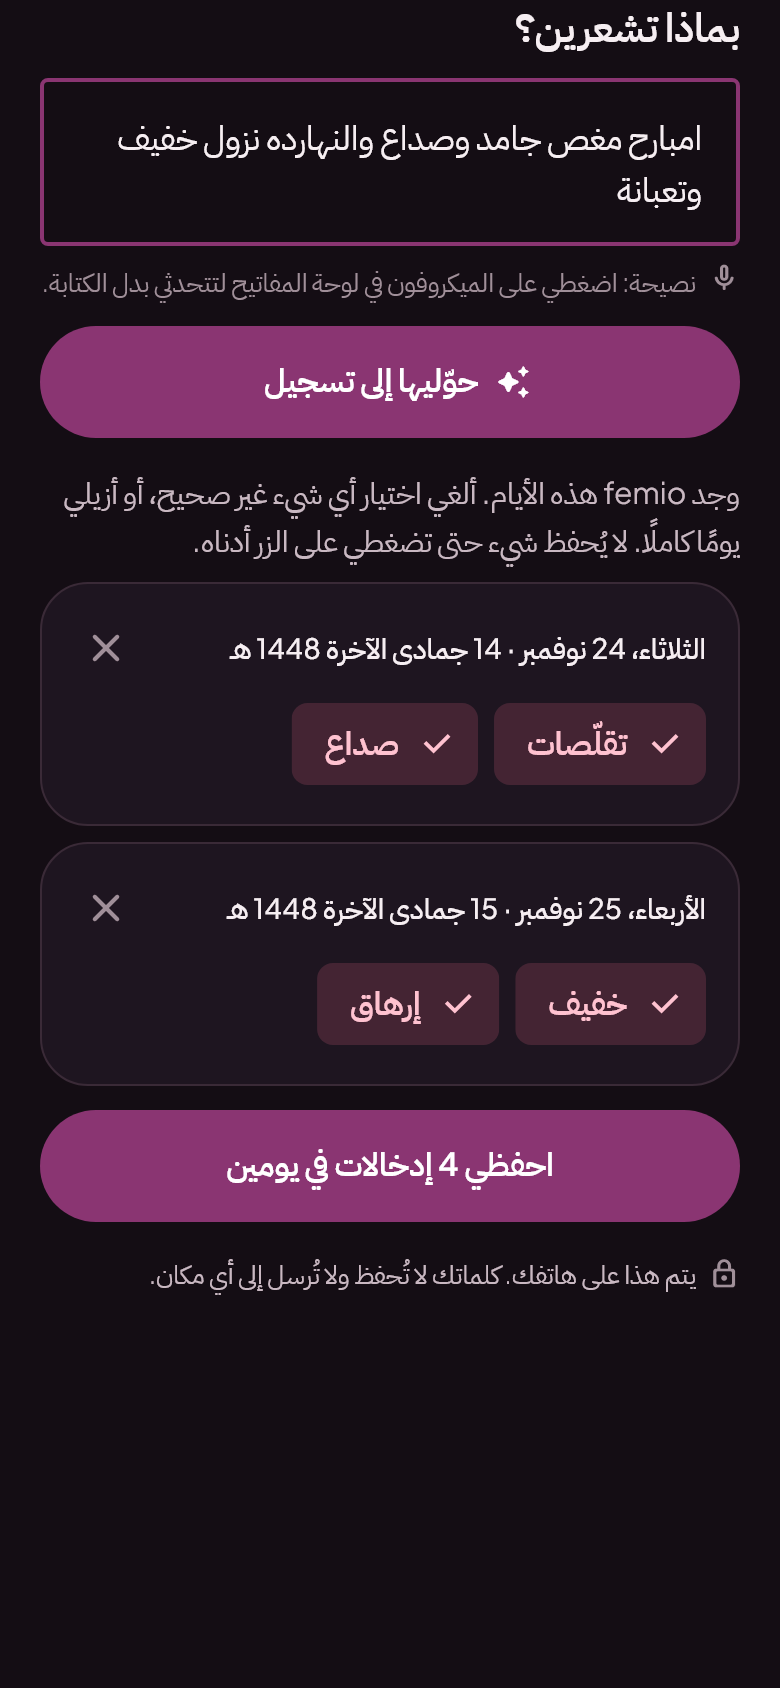 بماذا تشعرين؟
امبارح مغص جامد وصداع والنهارده نزول خفيف
وتعبانة
نصيحة: اضغطي على الميكروفون في لوحة المفاتيح لتتحدثي بدل الكتابة.
حوّليها إلى تسجيل
وجد femio هذه الأيام. ألغي اختيار أي شيء غير صحيح، أو أزيلي
يومًا كاملًا. لا يُحفظ شيء حتى تضغطي على الزر أدناه.
الثلاثاء، 24 نوفمبر · 14 جمادى الآخرة 1448 هـ
تقلّصات
صداع
الأربعاء، 25 نوفمبر · 15 جمادى الآخرة 1448 هـ
خفيف
إرهاق
احفظي 4 إدخالات في يومين
يتم هذا على هاتفك. كلماتك لا تُحفظ ولا تُرسل إلى أي مكان.